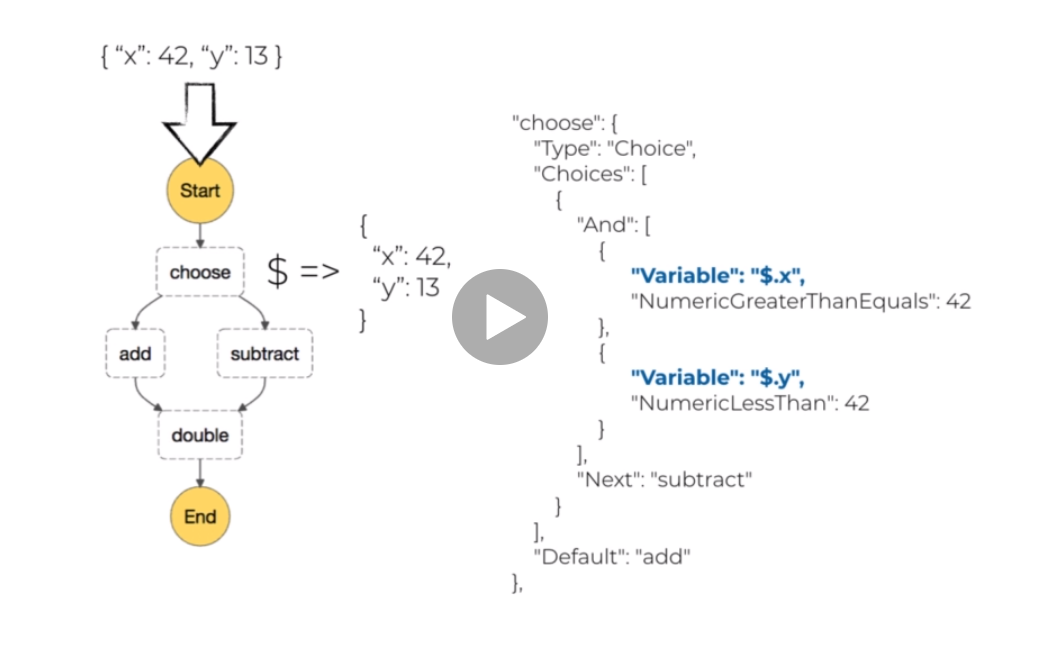 { “x”: 42, “y”: 13 }
Start
choose
$ =>
{
“x”: 42,
“y”: 13
}
add
subtract
double
End
"choose": {
"Type": "Choice",
"Choices": [
{
"And": [
{
"Variable": "$.x",
"NumericGreaterThanEquals": 42
},
{
"Variable": "$.y",
"NumericLessThan": 42
}
],
"Next": "subtract"
}
],
"Default": "add"
},